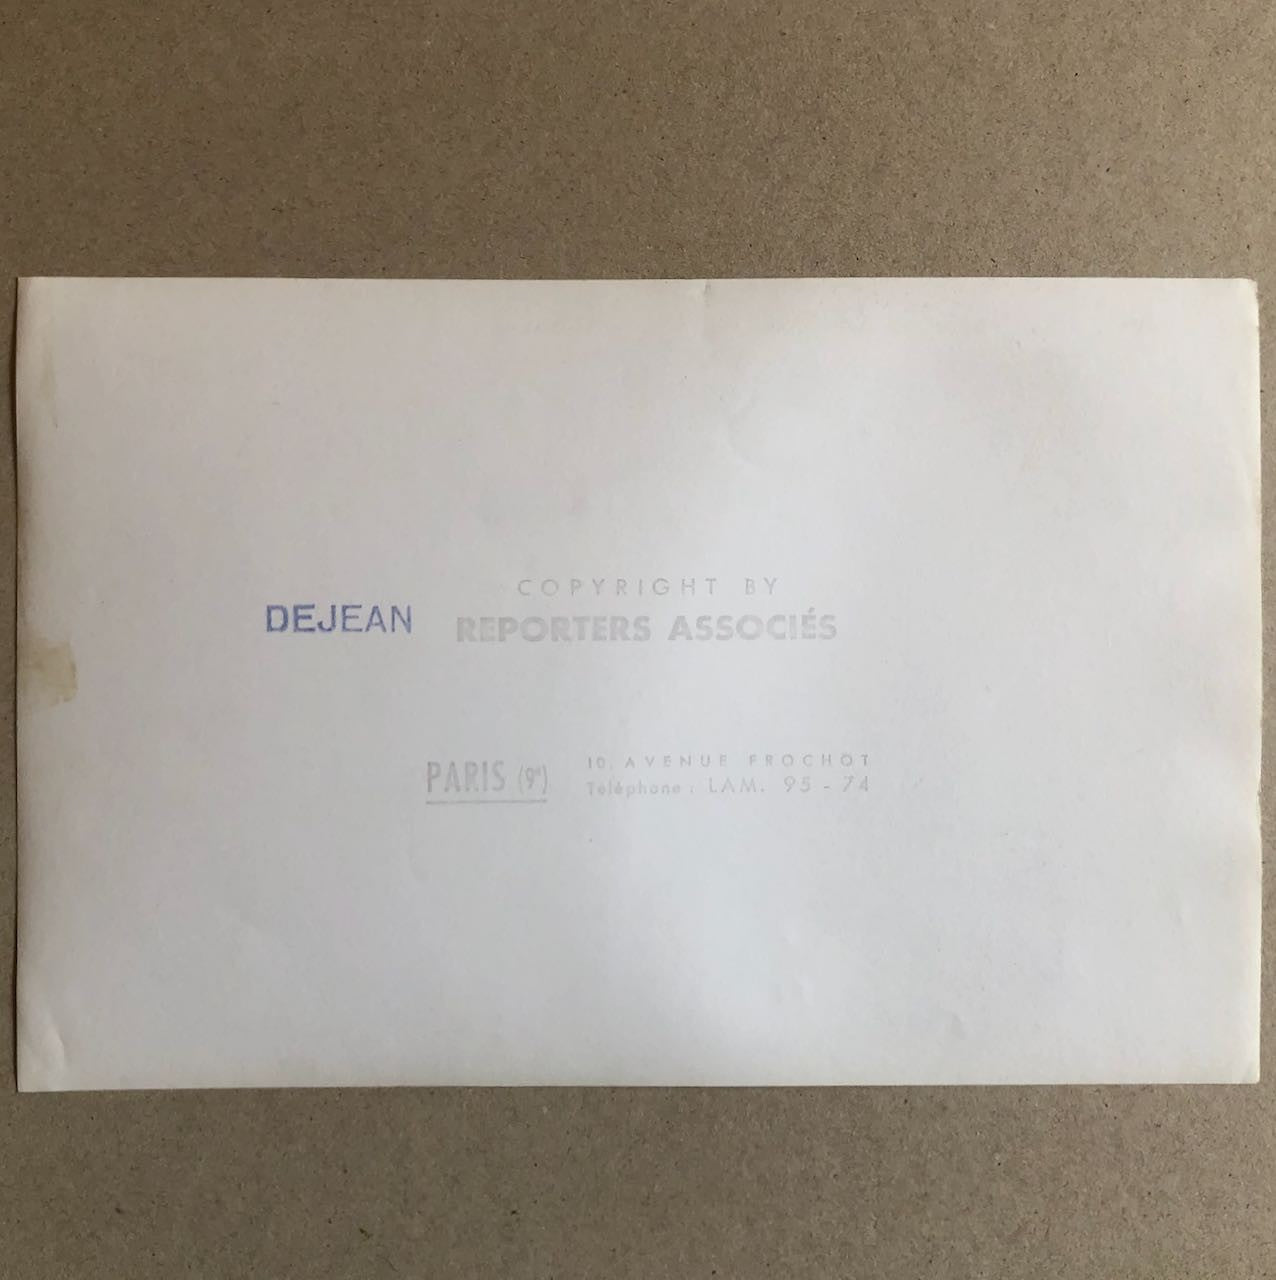 COPYRIGHT BY
DEJEAN REPORTERS ASSOCIÉS
PARIS (9e) 10, AVENUE FROCHOT
Téléphone : LAM. 95 - 74